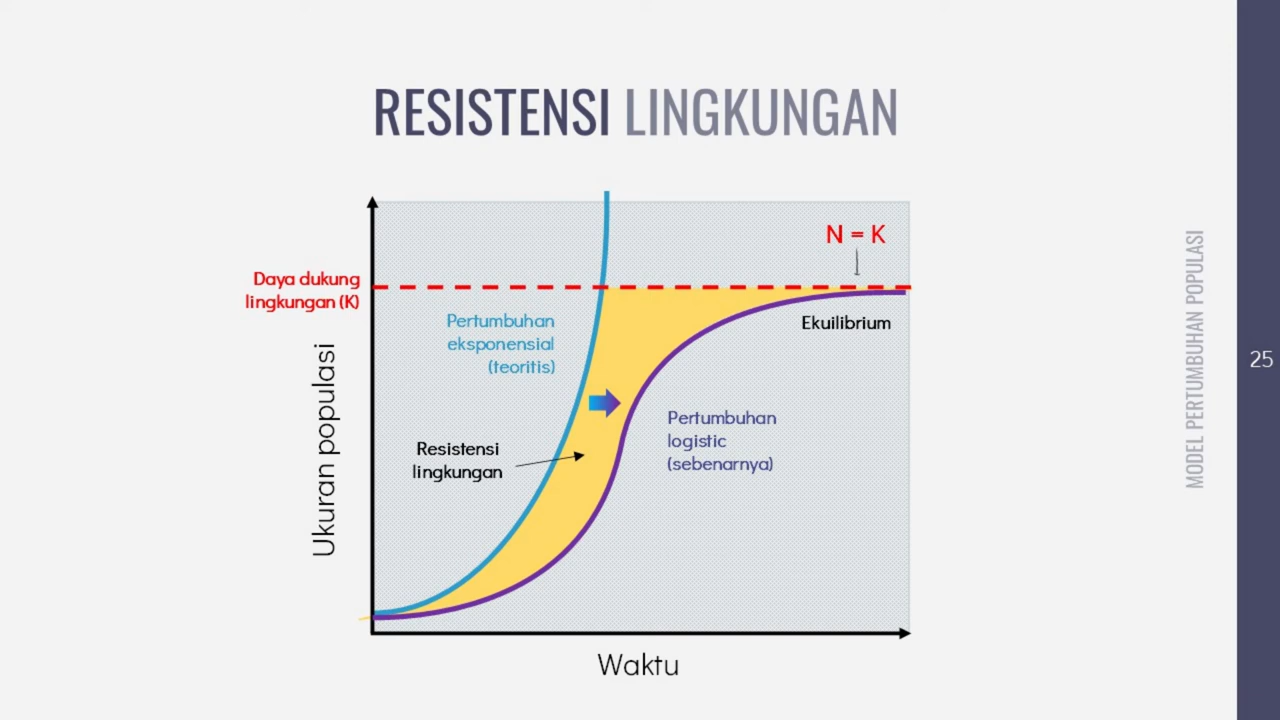 RESISTENSI LINGKUNGAN
N = K
Daya dukung
lingkungan (K)
Pertumbuhan
eksponensial
(teoritis)
Ekuilibrium
Ukuran populasi
Pertumbuhan
logistic
(sebenarnya)
Resistensi
lingkungan
Waktu
MODEL PERTUMBUHAN POPULASI
25